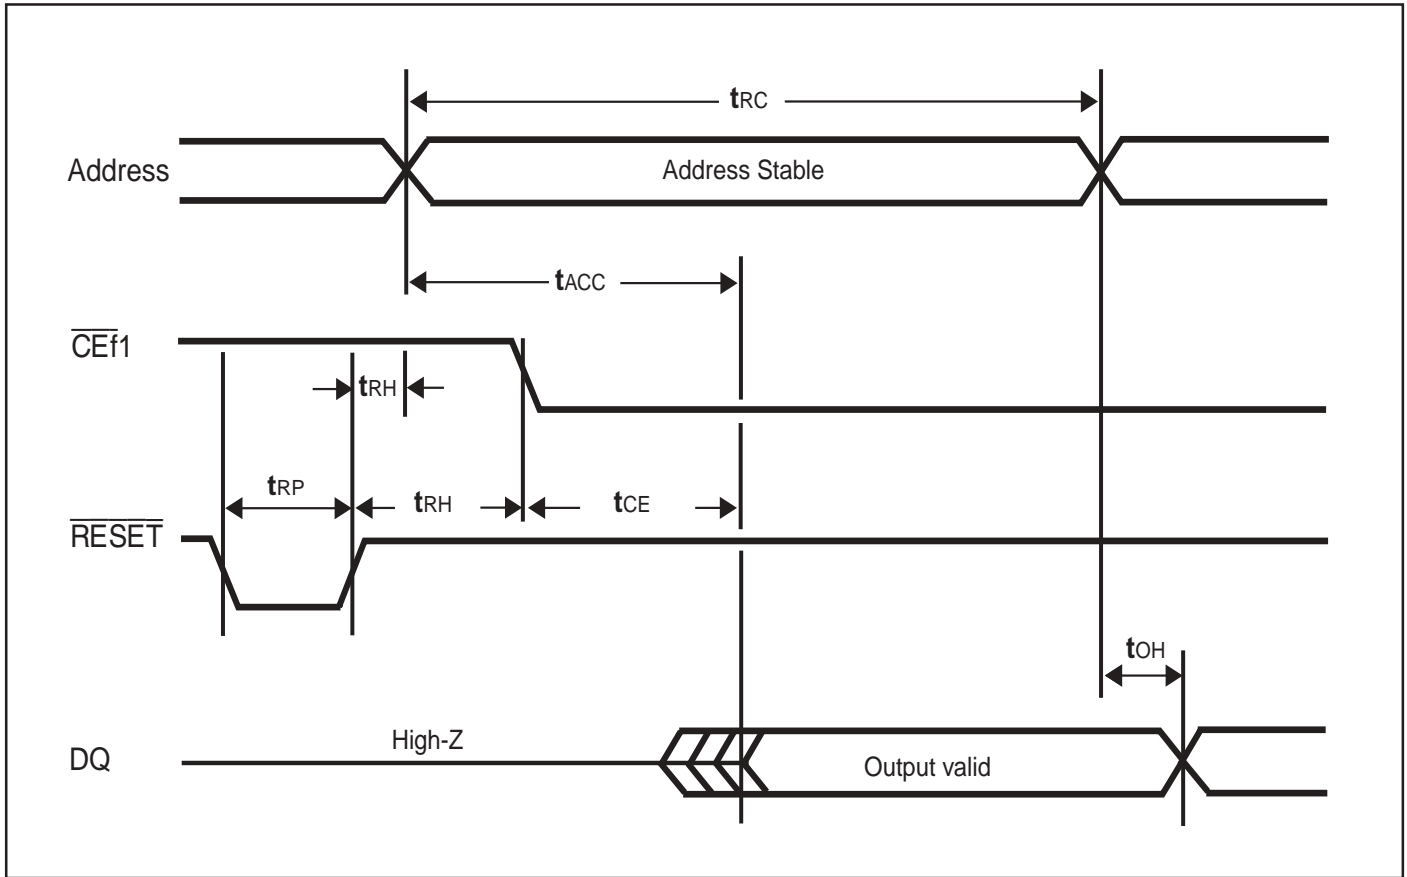 tRC
Address
Address Stable
tACC
CEf1
tRH
tRP
tRH
tCE
RESET
tOH
High-Z
DQ
Output valid